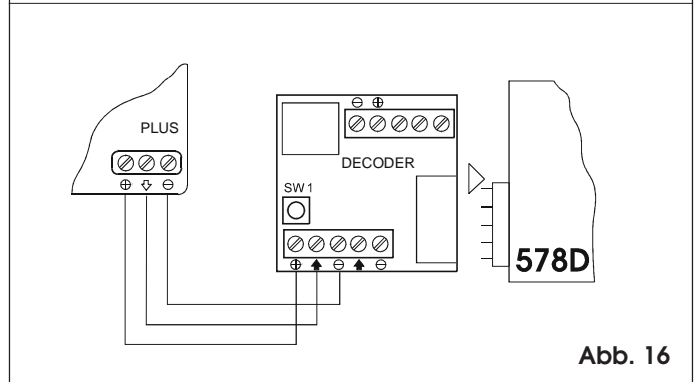 ⊖ ⊕
PLUS
DECODER
SW1
⊕ ⇩ ⊖
⊕ ⬆ ⊖ ⬆ ⊖
578D
Abb. 16